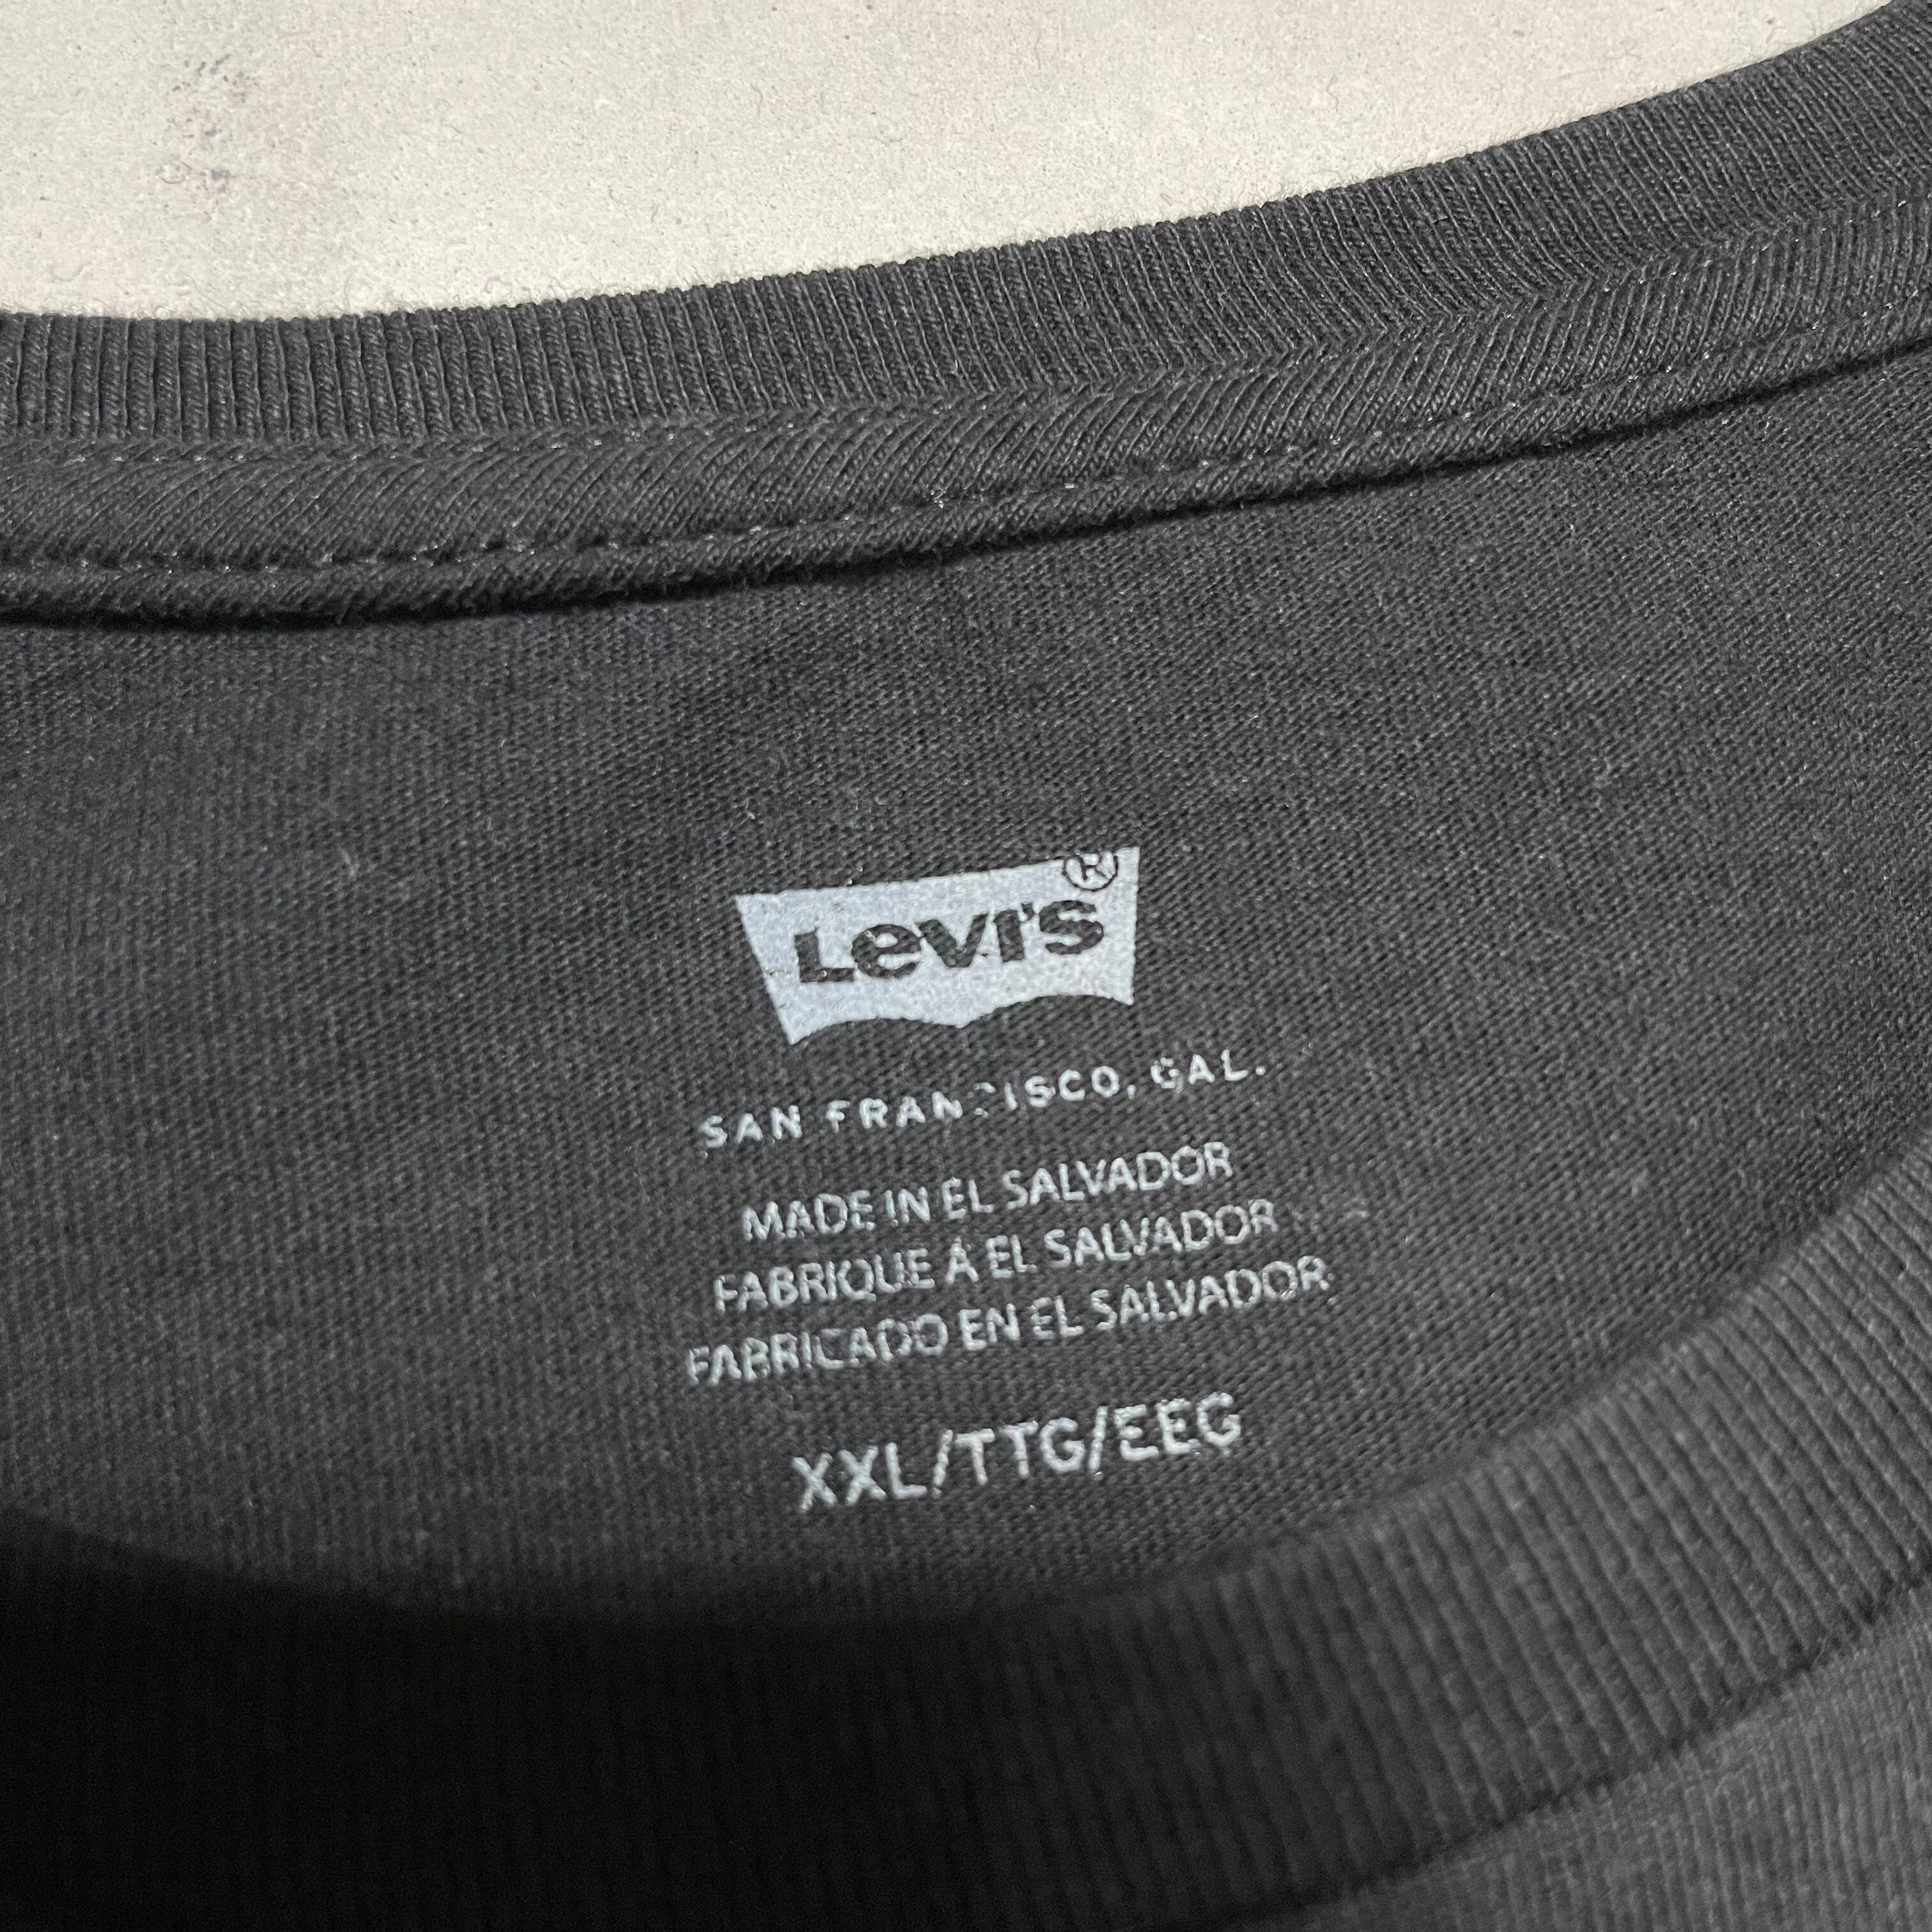 Levi's®
SAN FRANCISCO, CAL.
MADE IN EL SALVADOR
FABRIQUE À EL SALVADOR
FABRICADO EN EL SALVADOR
XXL/TTG/EEG